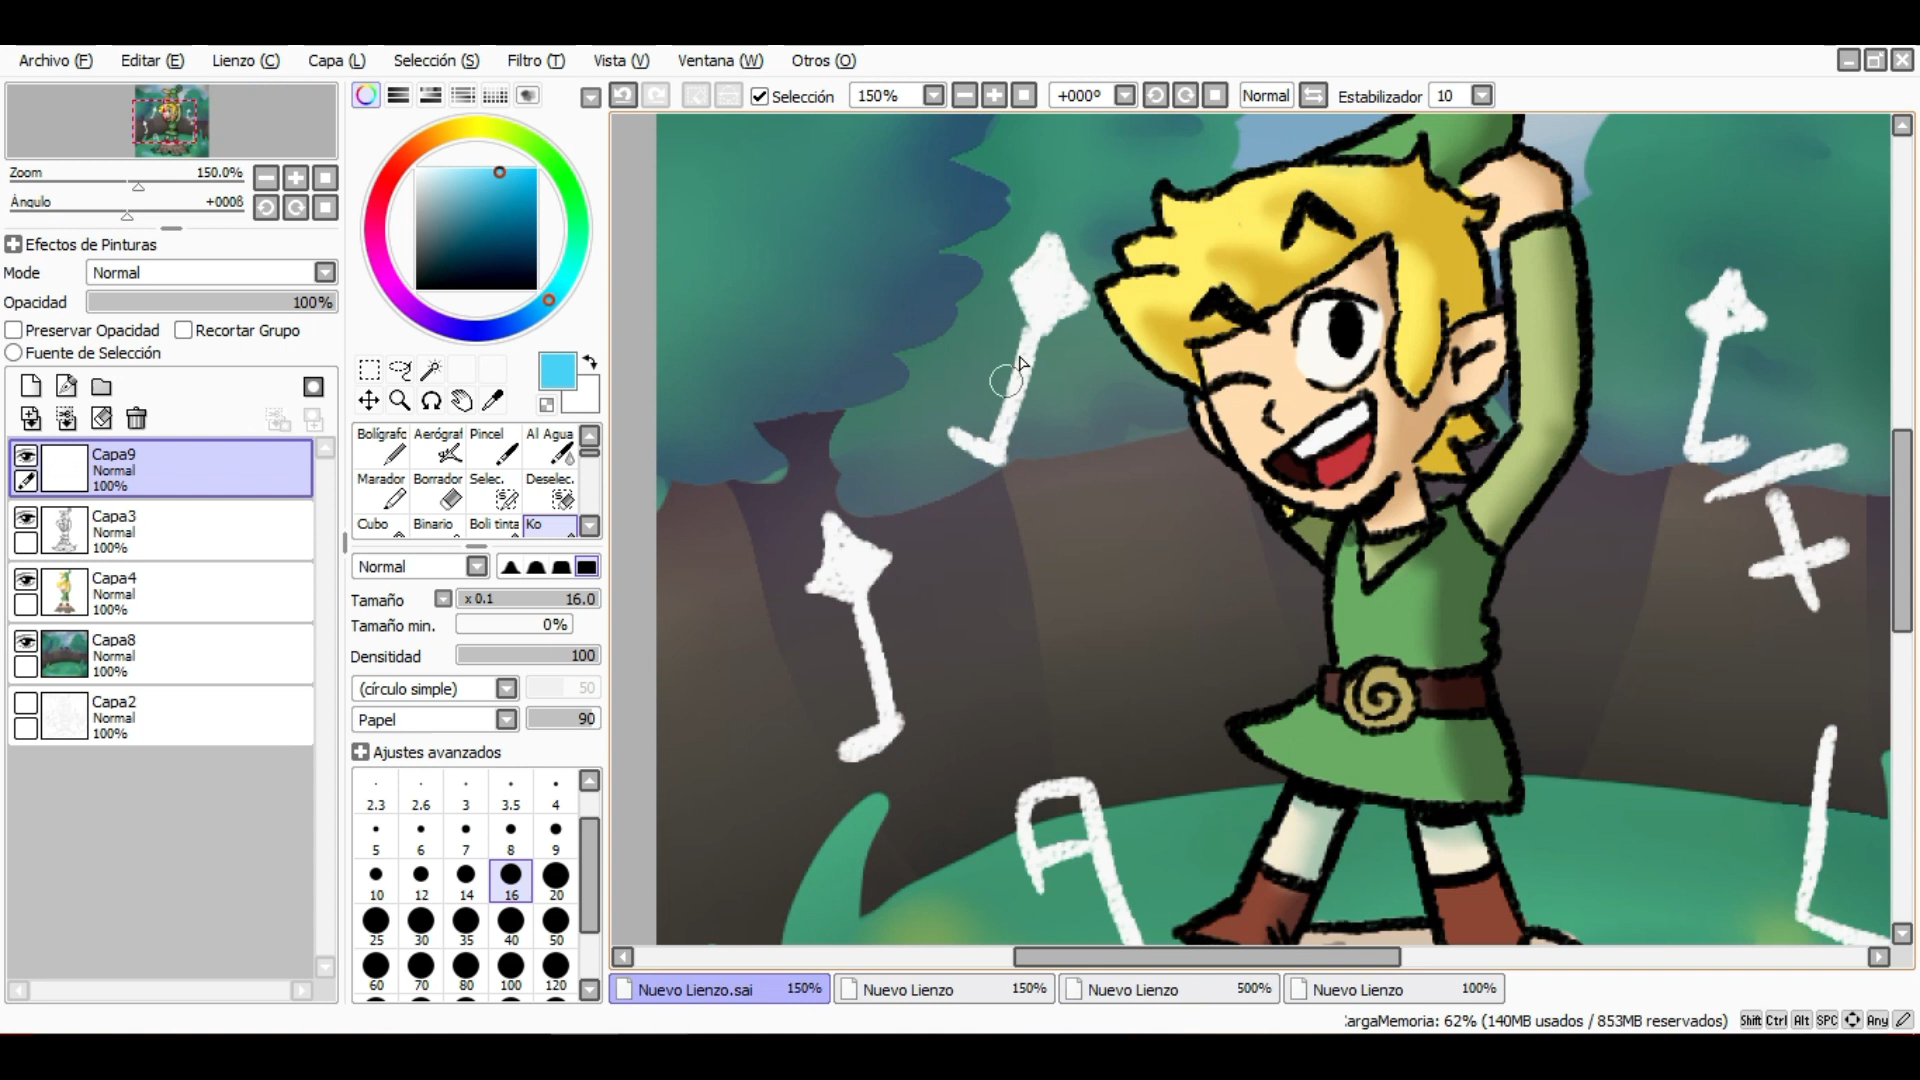 Archivo (F) Editar (E) Lienzo (C) Capa (L) Selección (S) Filtro (T) Vista (V) Ventana (W) Otros (O)
Selección 150% +000º Normal Estabilizador 10
Zoom 150.0%
Ángulo +000ß
Efectos de Pinturas
Mode Normal
Opacidad 100%
Preservar Opacidad Recortar Grupo
Fuente de Selección
Capa9
Normal
100%
Capa3
Normal
100%
Capa4
Normal
100%
Capa8
Normal
100%
Capa2
Normal
100%
Bolígrafc Aerógraf Pincel Al Agua
Marador Borrador Selec. Deselec.
Cubo Binario Boli tinta Ko
Normal
Tamaño x 0.1 16.0
Tamaño min. 0%
Densitidad 100
(círculo simple) 50
Papel 90
Ajustes avanzados
2.3 2.6 3 3.5 4
5 6 7 8 9
10 12 14 16 20
25 30 35 40 50
60 70 80 100 120
Nuevo Lienzo.sai 150% Nuevo Lienzo 150% Nuevo Lienzo 500% Nuevo Lienzo 100%
argaMemoria: 62% (140MB usados / 853MB reservados) Shift Ctrl Alt SPC Any